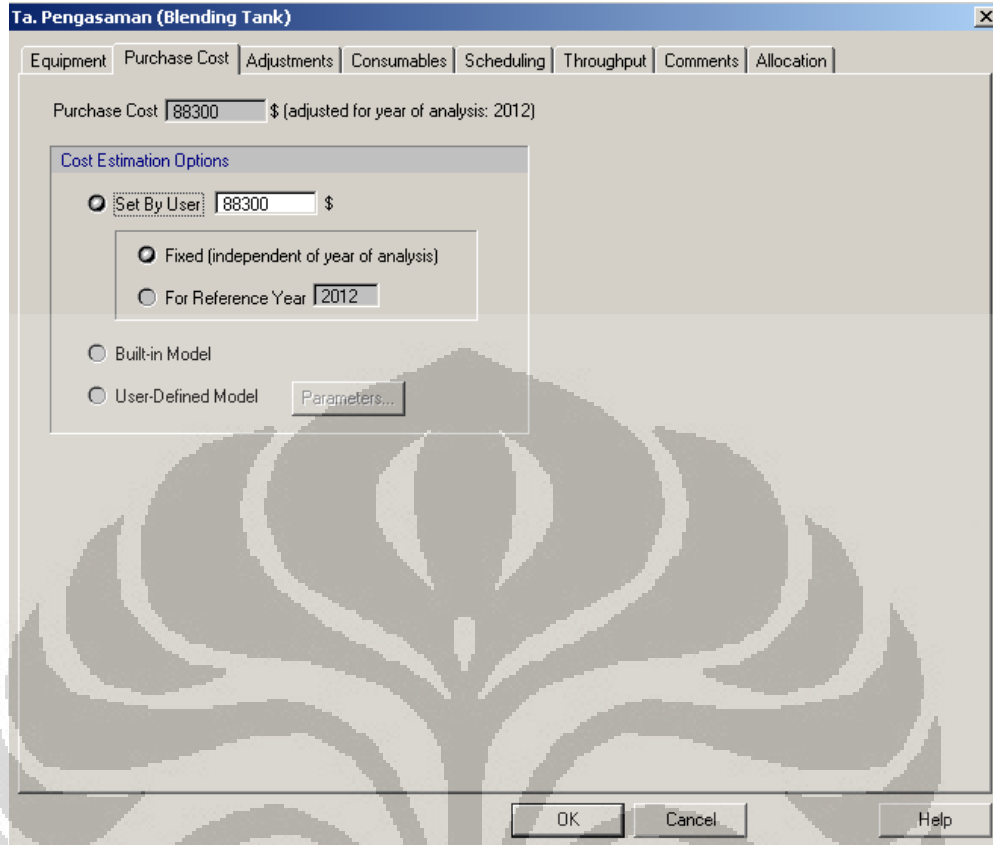 Ta. Pengasaman (Blending Tank)
Equipment Purchase Cost Adjustments Consumables Scheduling Throughput Comments Allocation
Purchase Cost 88300 $ (adjusted for year of analysis: 2012)
Cost Estimation Options
Set By User 88300 $
Fixed (independent of year of analysis)
For Reference Year 2012
Built-in Model
User-Defined Model Parameters...
OK Cancel Help